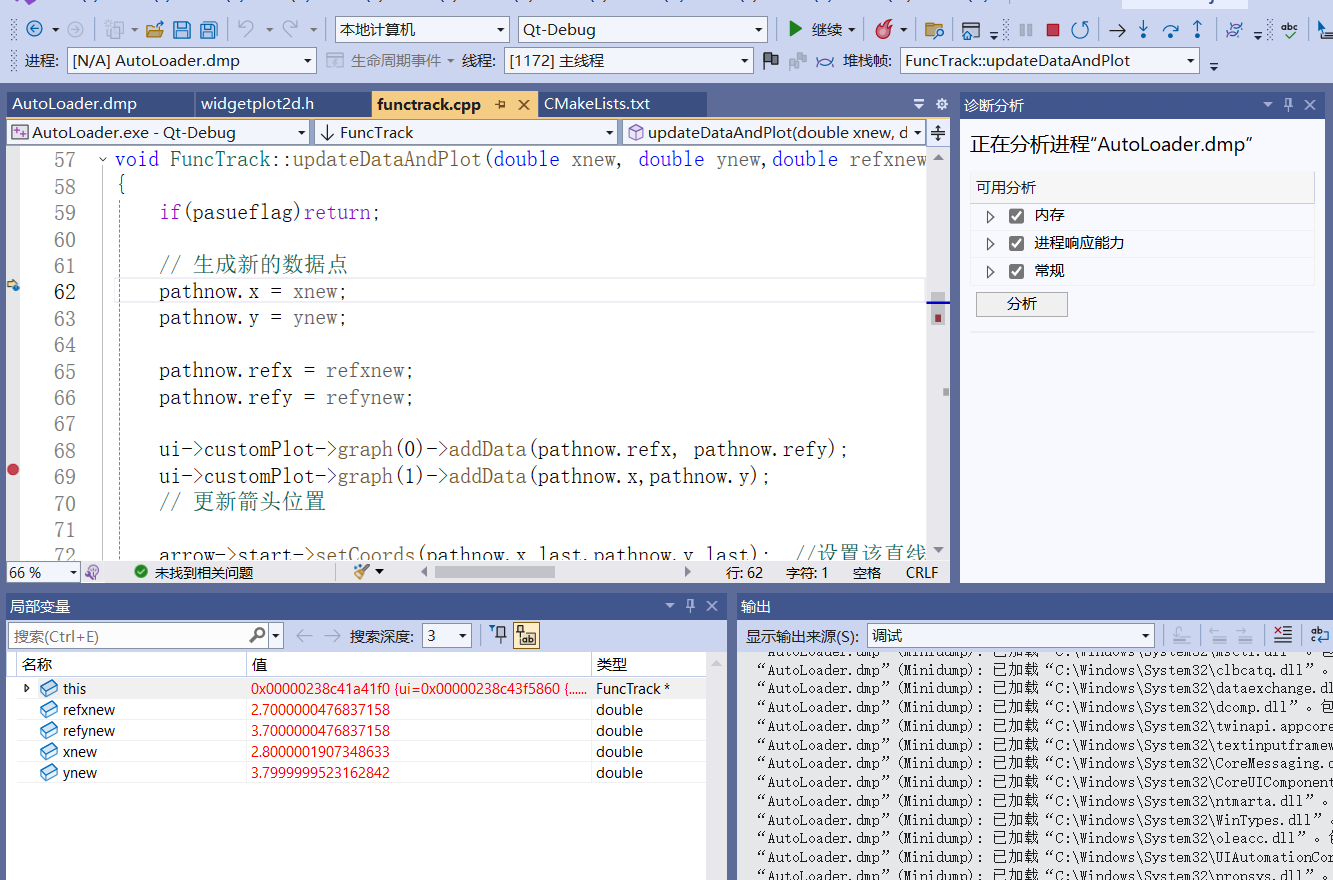 本地计算机 Qt-Debug 继续
进程: [N/A] AutoLoader.dmp 生命周期事件 线程: [1172] 主线程 堆栈帧: FuncTrack::updateDataAndPlot
AutoLoader.dmp widgetplot2d.h functrack.cpp CMakeLists.txt
AutoLoader.exe - Qt-Debug FuncTrack updateDataAndPlot(double xnew, d
57 void FuncTrack::updateDataAndPlot(double xnew, double ynew,double refxnew
58 {
59 if(pasueflag)return;
60
61 // 生成新的数据点
62 pathnow.x = xnew;
63 pathnow.y = ynew;
64
65 pathnow.refx = refxnew;
66 pathnow.refy = refynew;
67
68 ui->customPlot->graph(0)->addData(pathnow.refx, pathnow.refy);
69 ui->customPlot->graph(1)->addData(pathnow.x,pathnow.y);
70 // 更新箭头位置
71
72 arrow->start->setCoords(pathnow.x_last,pathnow.y_last); //设置该直线
66 % 未找到相关问题 行: 62 字符: 1 空格 CRLF
诊断分析
正在分析进程“AutoLoader.dmp”
可用分析
内存
进程响应能力
常规
分析
局部变量
搜索(Ctrl+E) 搜索深度: 3
名称 值 类型
this 0x00000238c41a41f0 {ui=0x00000238c43f5860 {...... FuncTrack *
refxnew 2.7000000476837158 double
refynew 3.7000000476837158 double
xnew 2.8000001907348633 double
ynew 3.7999999523162842 double
输出
显示输出来源(S): 调试
“AutoLoader.dmp”(Minidump): 已加载“C:\Windows\System32\msctf.dll”。包
“AutoLoader.dmp”(Minidump): 已加载“C:\Windows\System32\clbcatq.dll”。
“AutoLoader.dmp”(Minidump): 已加载“C:\Windows\System32\dataexchange.dl
“AutoLoader.dmp”(Minidump): 已加载“C:\Windows\System32\dcomp.dll”。包
“AutoLoader.dmp”(Minidump): 已加载“C:\Windows\System32\twinapi.appcore
“AutoLoader.dmp”(Minidump): 已加载“C:\Windows\System32\textinputframew
“AutoLoader.dmp”(Minidump): 已加载“C:\Windows\System32\CoreMessaging.d
“AutoLoader.dmp”(Minidump): 已加载“C:\Windows\System32\CoreUIComponent
“AutoLoader.dmp”(Minidump): 已加载“C:\Windows\System32\ntmarta.dll”。
“AutoLoader.dmp”(Minidump): 已加载“C:\Windows\System32\WinTypes.dll”。
“AutoLoader.dmp”(Minidump): 已加载“C:\Windows\System32\oleacc.dll”。包
“AutoLoader.dmp”(Minidump): 已加载“C:\Windows\System32\UIAutomationCor
“AutoLoader.dmp”(Minidump): 已加载“C:\Windows\System32\propsys.dll”。